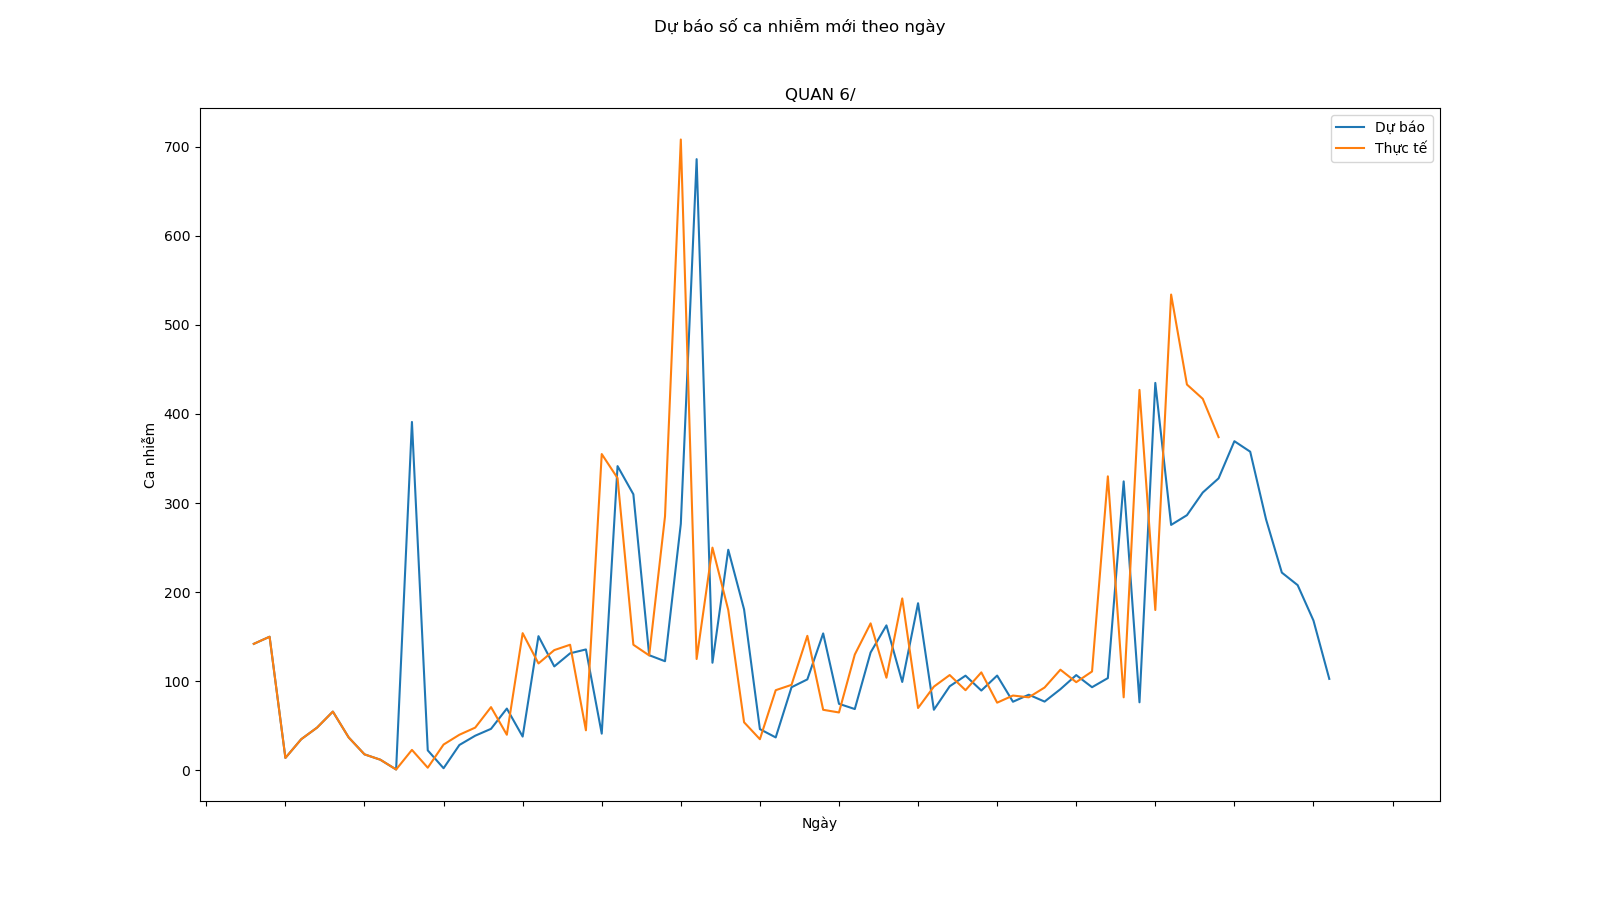 Dự báo số ca nhiễm mới theo ngày
QUAN 6/
Dự báo
Thực tế
700
600
500
400
300
200
100
0
Ca nhiễm
Ngày